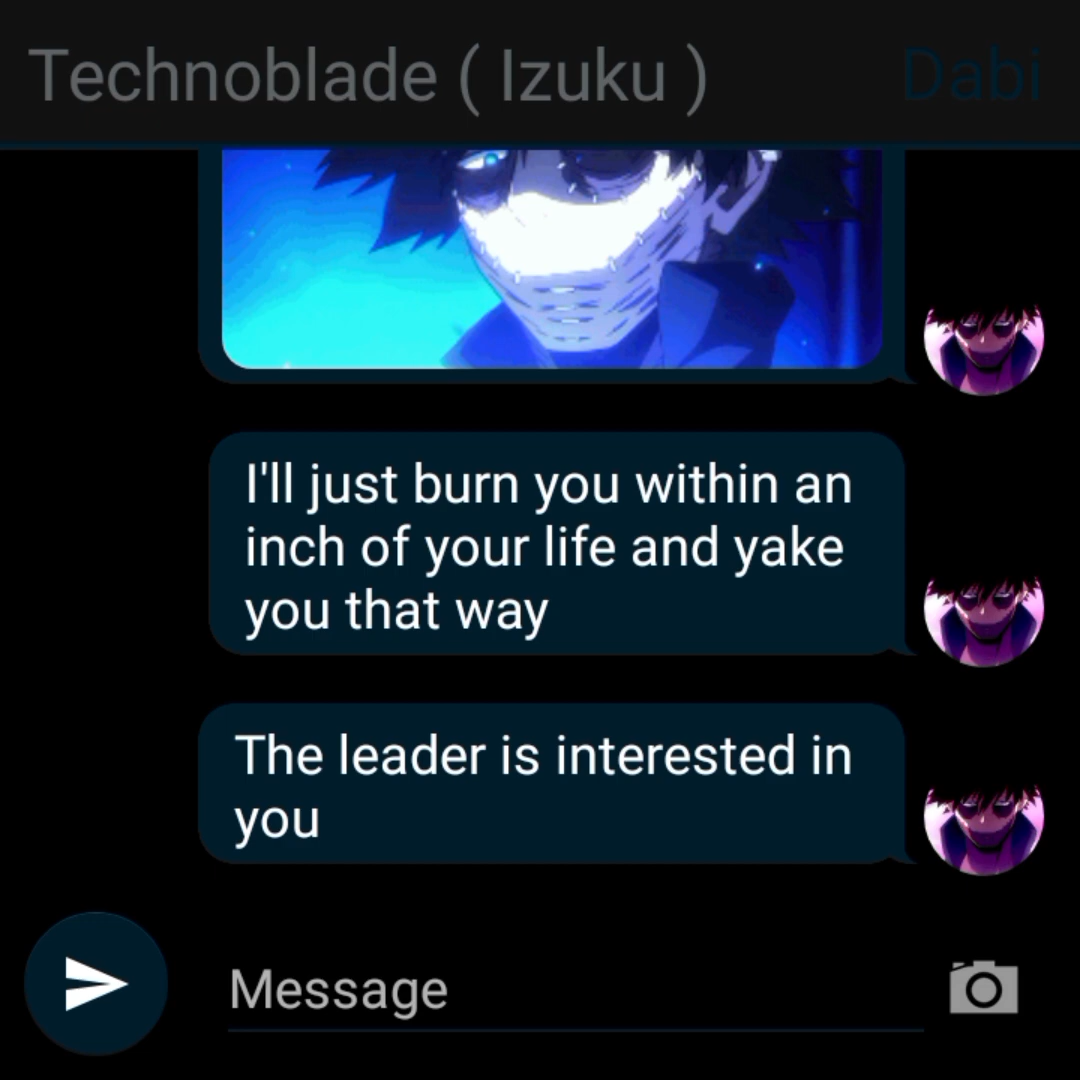 Technoblade ( Izuku ) Dabi
I'll just burn you within an
inch of your life and yake
you that way
The leader is interested in
you
Message